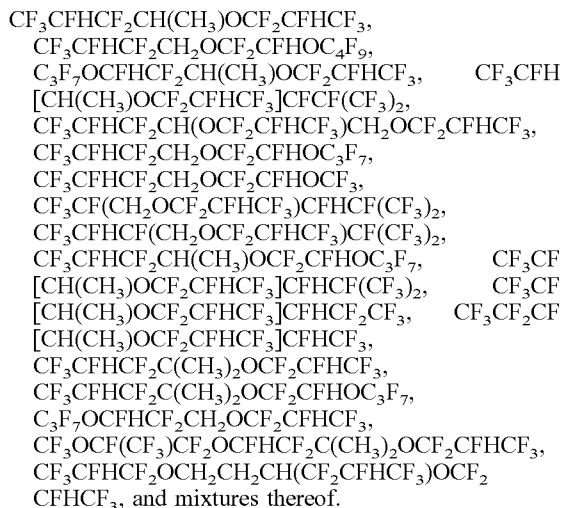 CF₃CFHCF₂CH(CH₃)OCF₂CFHCF₃,
CF₃CFHCF₂CH₂OCF₂CFHOC₄F₉,
C₃F₇OCFHCF₂CH(CH₃)OCF₂CFHCF₃, CF₃CFH
[CH(CH₃)OCF₂CFHCF₃]CFCF(CF₃)₂,
CF₃CFHCF₂CH(OCF₂CFHCF₃)CH₂OCF₂CFHCF₃,
CF₃CFHCF₂CH₂OCF₂CFHOC₃F₇,
CF₃CFHCF₂CH₂OCF₂CFHOCF₃,
CF₃CF(CH₂OCF₂CFHCF₃)CFHCF(CF₃)₂,
CF₃CFHCF(CH₂OCF₂CFHCF₃)CF(CF₃)₂,
CF₃CFHCF₂CH(CH₃)OCF₂CFHOC₃F₇, CF₃CF
[CH(CH₃)OCF₂CFHCF₃]CFHCF(CF₃)₂, CF₃CF
[CH(CH₃)OCF₂CFHCF₃]CFHCF₂CF₃, CF₃CF₂CF
[CH(CH₃)OCF₂CFHCF₃]CFHCF₃,
CF₃CFHCF₂C(CH₃)₂OCF₂CFHCF₃,
CF₃CFHCF₂C(CH₃)₂OCF₂CFHOC₃F₇,
C₃F₇OCFHCF₂CH₂OCF₂CFHCF₃,
CF₃OCF(CF₃)CF₂OCFHCF₂C(CH₃)₂OCF₂CFHCF₃,
CF₃CFHCF₂OCH₂CH₂CH(CF₂CFHCF₃)OCF₂
CFHCF₃, and mixtures thereof.